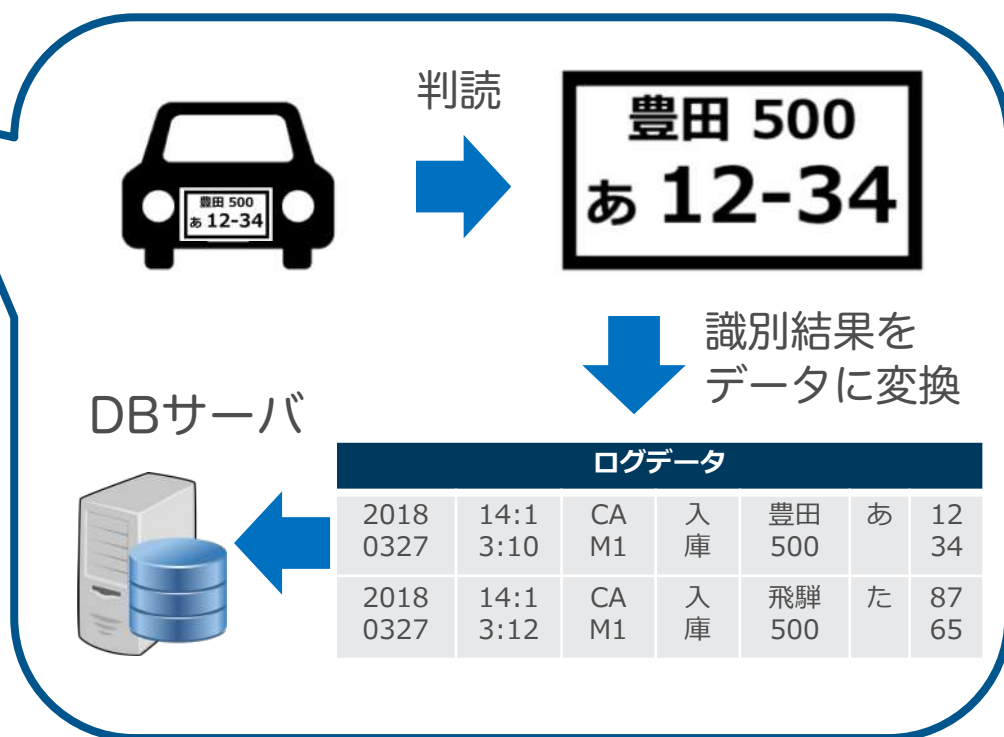 判読
豊田 500
あ 12-34
豊田 500
あ 12-34
識別結果を
データに変換
DBサーバ
ログデータ
2018 14:1 CA 入 豊田 あ 12
0327 3:10 M1 庫 500 34
2018 14:1 CA 入 飛騨 た 87
0327 3:12 M1 庫 500 65